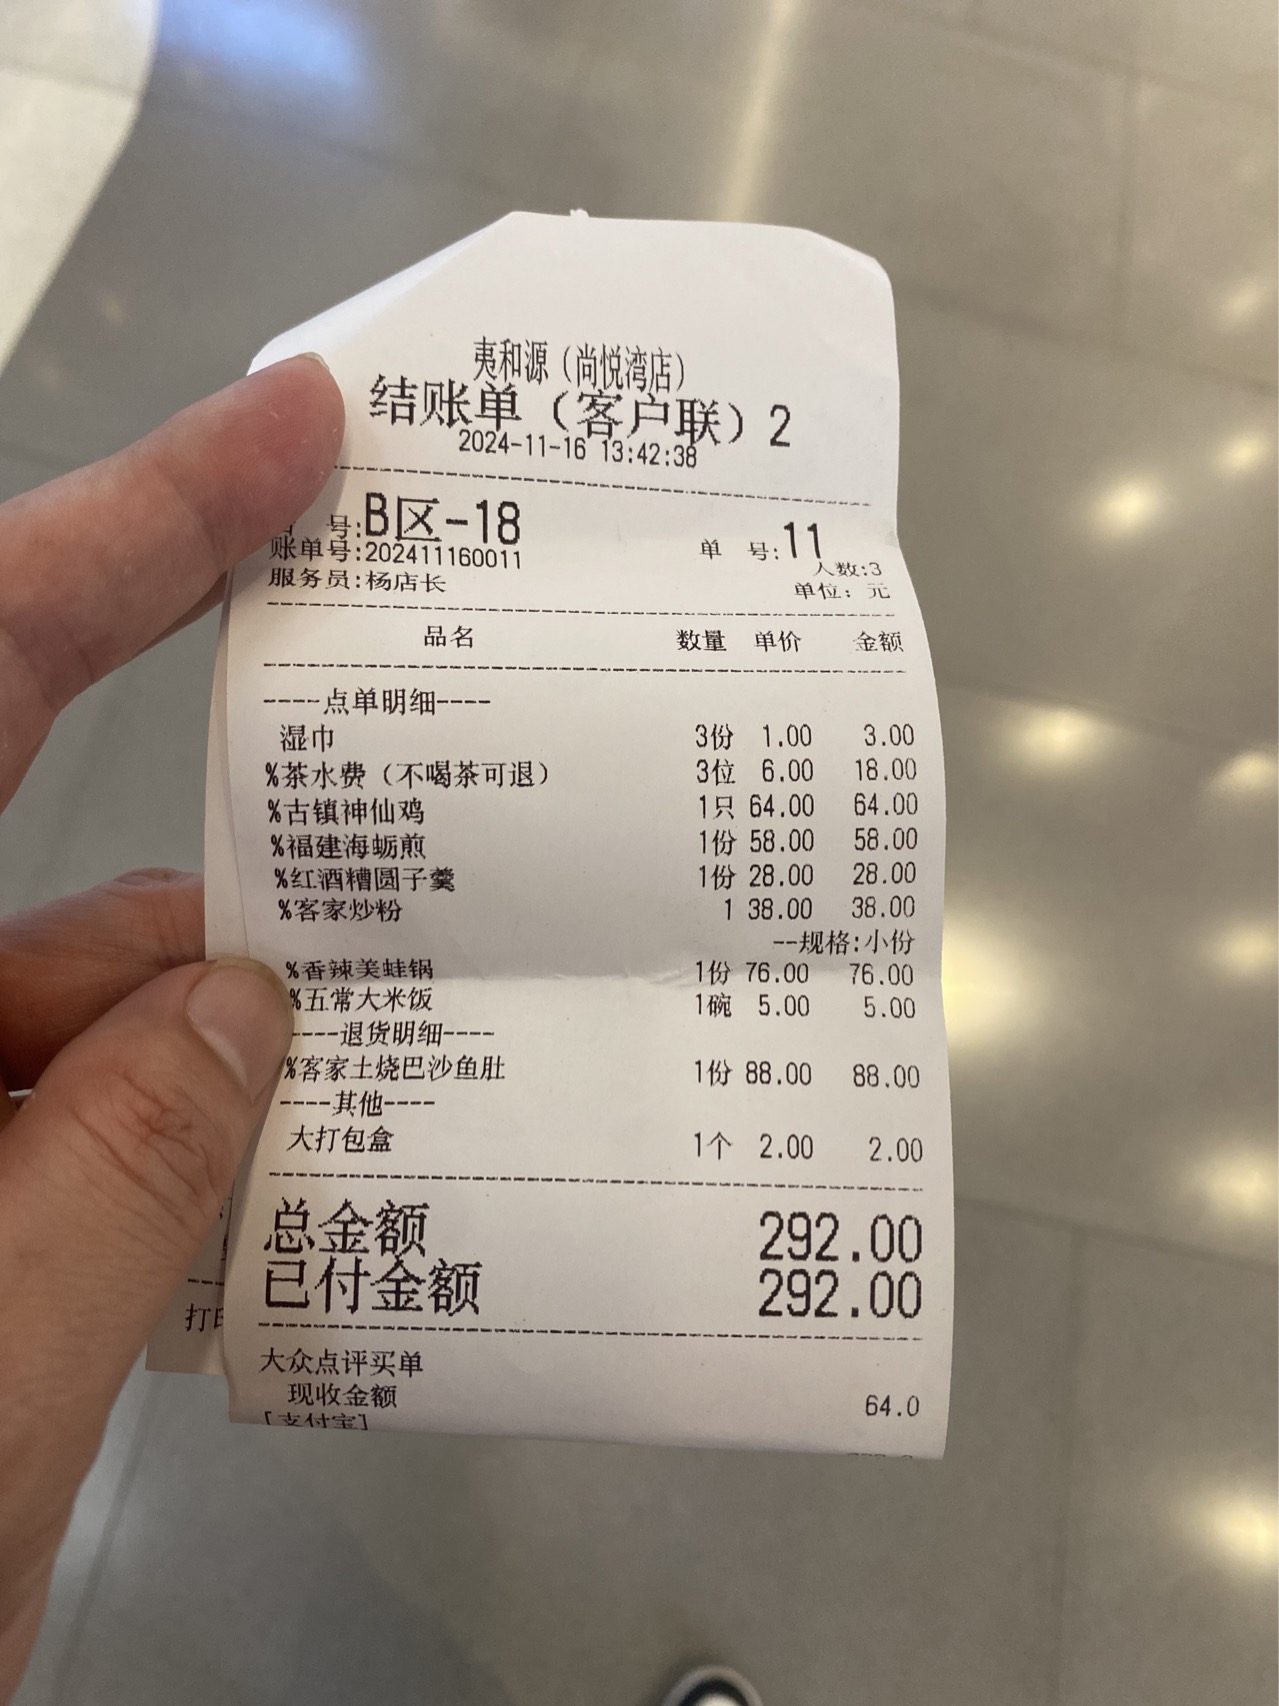 夷和源（尚悦湾店）
结账单（客户联）2
2024-11-16 13:42:38
号:B区-18 单 号:11
账单号:202411160011 人数:3
服务员:杨店长 单位：元
品名 数量 单价 金额
----点单明细----
湿巾 3份 1.00 3.00
%茶水费（不喝茶可退） 3位 6.00 18.00
%古镇神仙鸡 1只 64.00 64.00
%福建海蛎煎 1份 58.00 58.00
%红酒糟圆子羹 1份 28.00 28.00
%客家炒粉 1 38.00 38.00
--规格:小份
%香辣美蛙锅 1份 76.00 76.00
%五常大米饭 1碗 5.00 5.00
----退货明细----
%客家土烧巴沙鱼肚 1份 88.00 88.00
----其他----
大打包盒 1个 2.00 2.00
总金额 292.00
已付金额 292.00
大众点评买单
现收金额 64.0
[支付宝]
打印